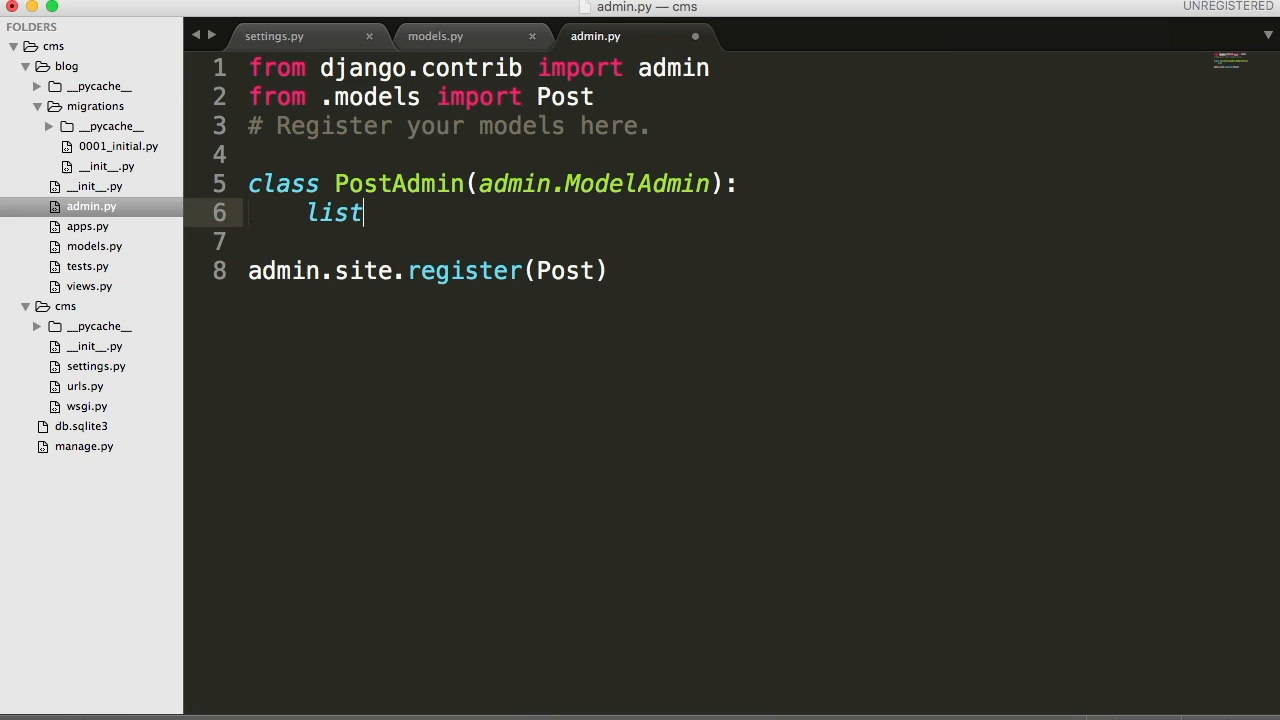 admin.py — cms
UNREGISTERED
FOLDERS
cms
blog
__pycache__
migrations
__pycache__
0001_initial.py
__init__.py
__init__.py
admin.py
apps.py
models.py
tests.py
views.py
cms
__pycache__
__init__.py
settings.py
urls.py
wsgi.py
db.sqlite3
manage.py
settings.py
models.py
admin.py
1 from django.contrib import admin
2 from .models import Post
3 # Register your models here.
4
5 class PostAdmin(admin.ModelAdmin):
6 list
7
8 admin.site.register(Post)